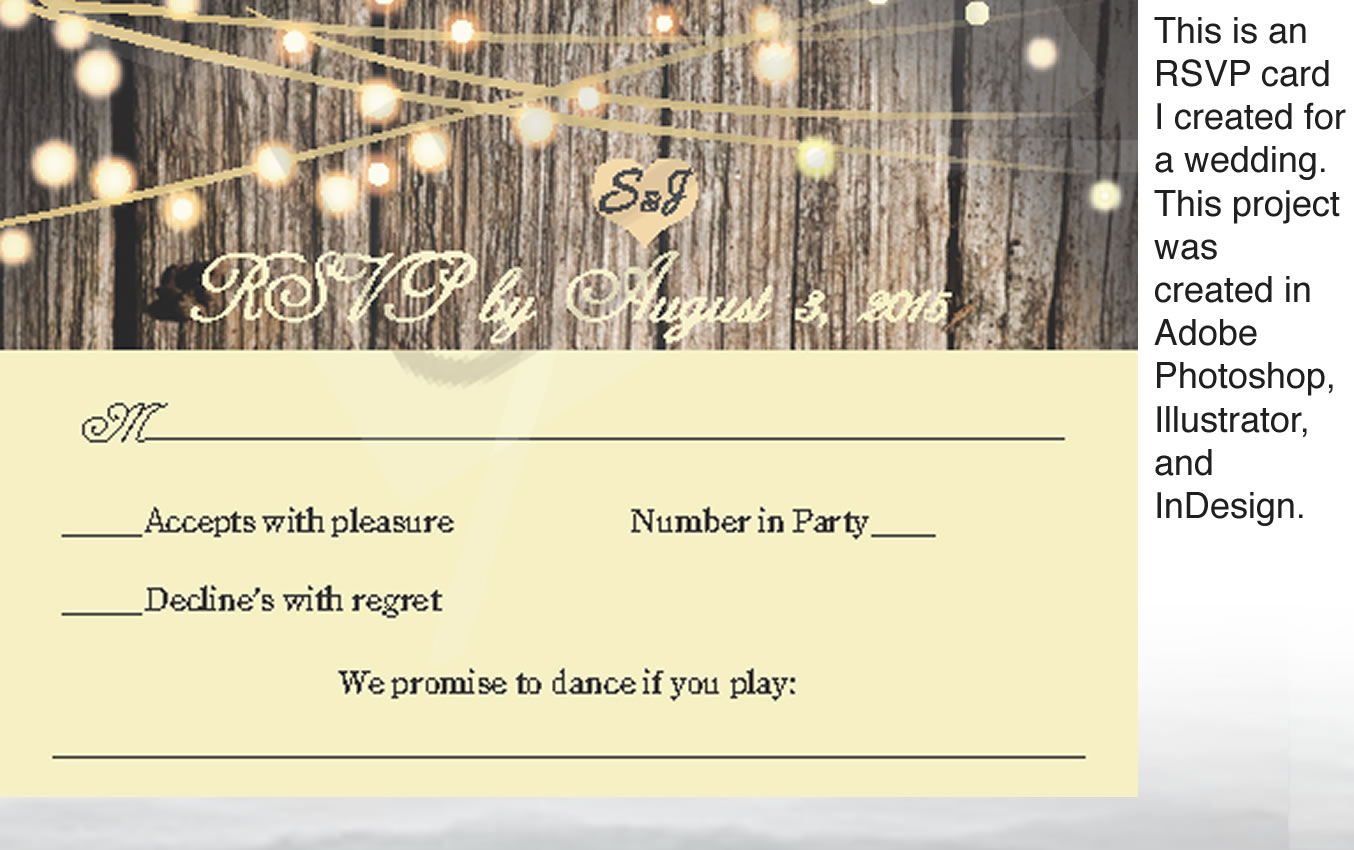 S&J
RSVP by August 3, 2015
M____________________
_____Accepts with pleasure Number in Party____
_____Decline's with regret
We promise to dance if you play:
____________________
This is an
RSVP card
I created for
a wedding.
This project
was
created in
Adobe
Photoshop,
Illustrator,
and
InDesign.